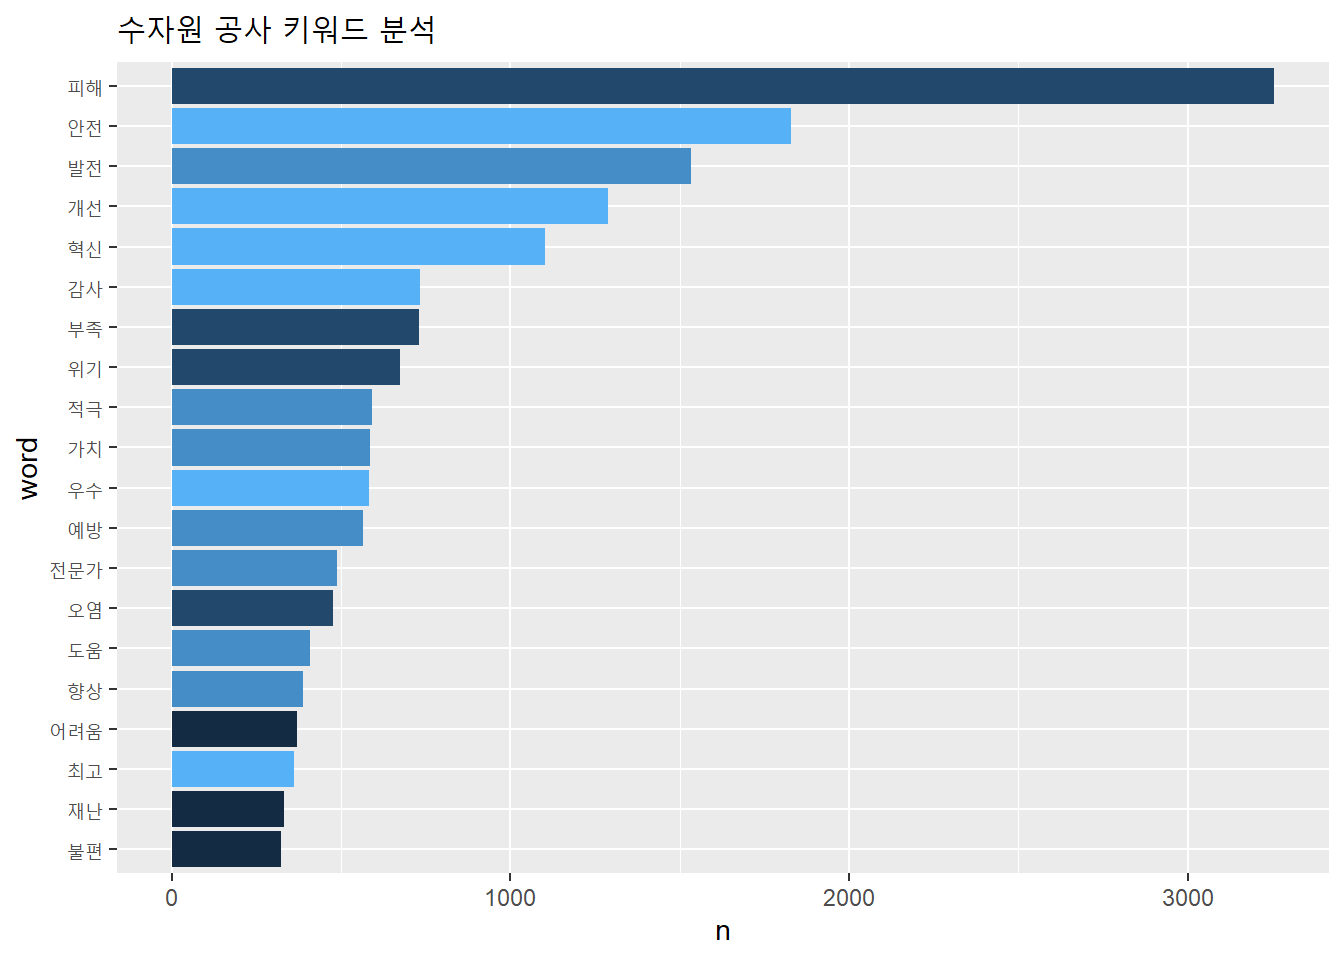 수자원 공사 키워드 분석
피해
안전
발전
개선
혁신
감사
부족
위기
적극
가치
우수
예방
전문가
오염
도움
향상
어려움
최고
재난
불편
word
0 1000 2000 3000
n